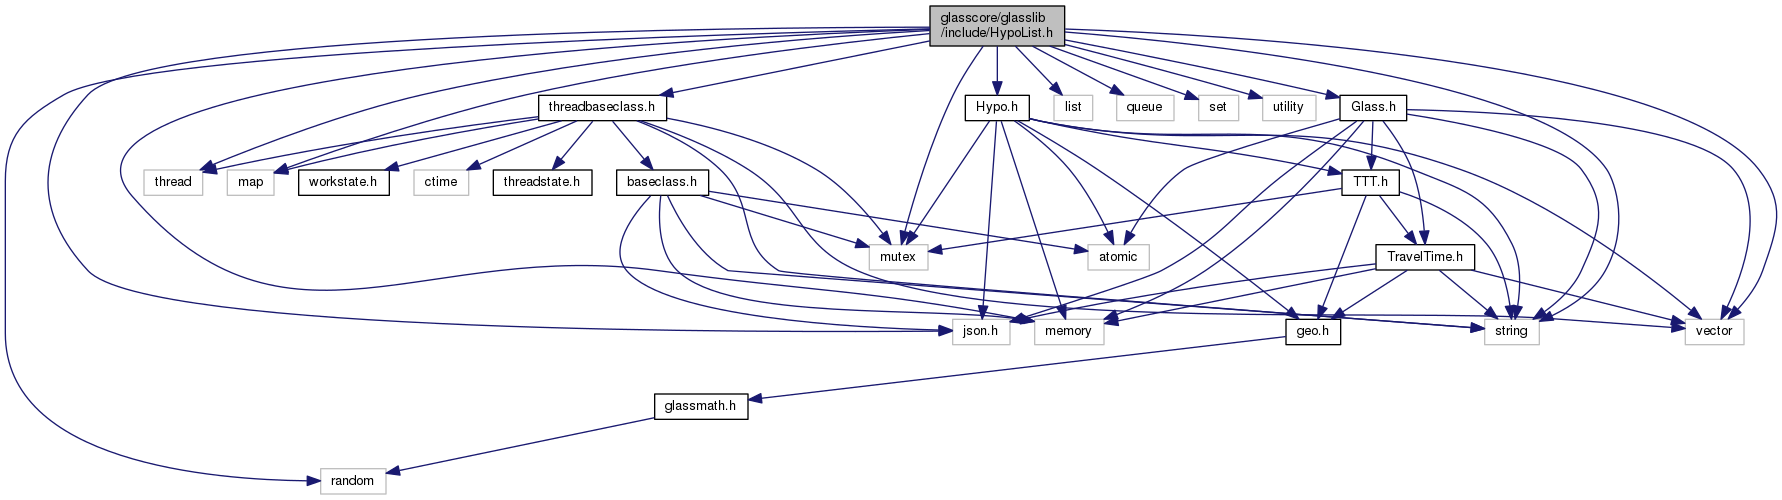 glasscore/glasslib
/include/HypoList.h
threadbaseclass.h
Hypo.h
list
queue
set
utility
Glass.h
thread
map
workstate.h
ctime
threadstate.h
baseclass.h
TTT.h
mutex
atomic
TravelTime.h
json.h
memory
geo.h
string
vector
glassmath.h
random